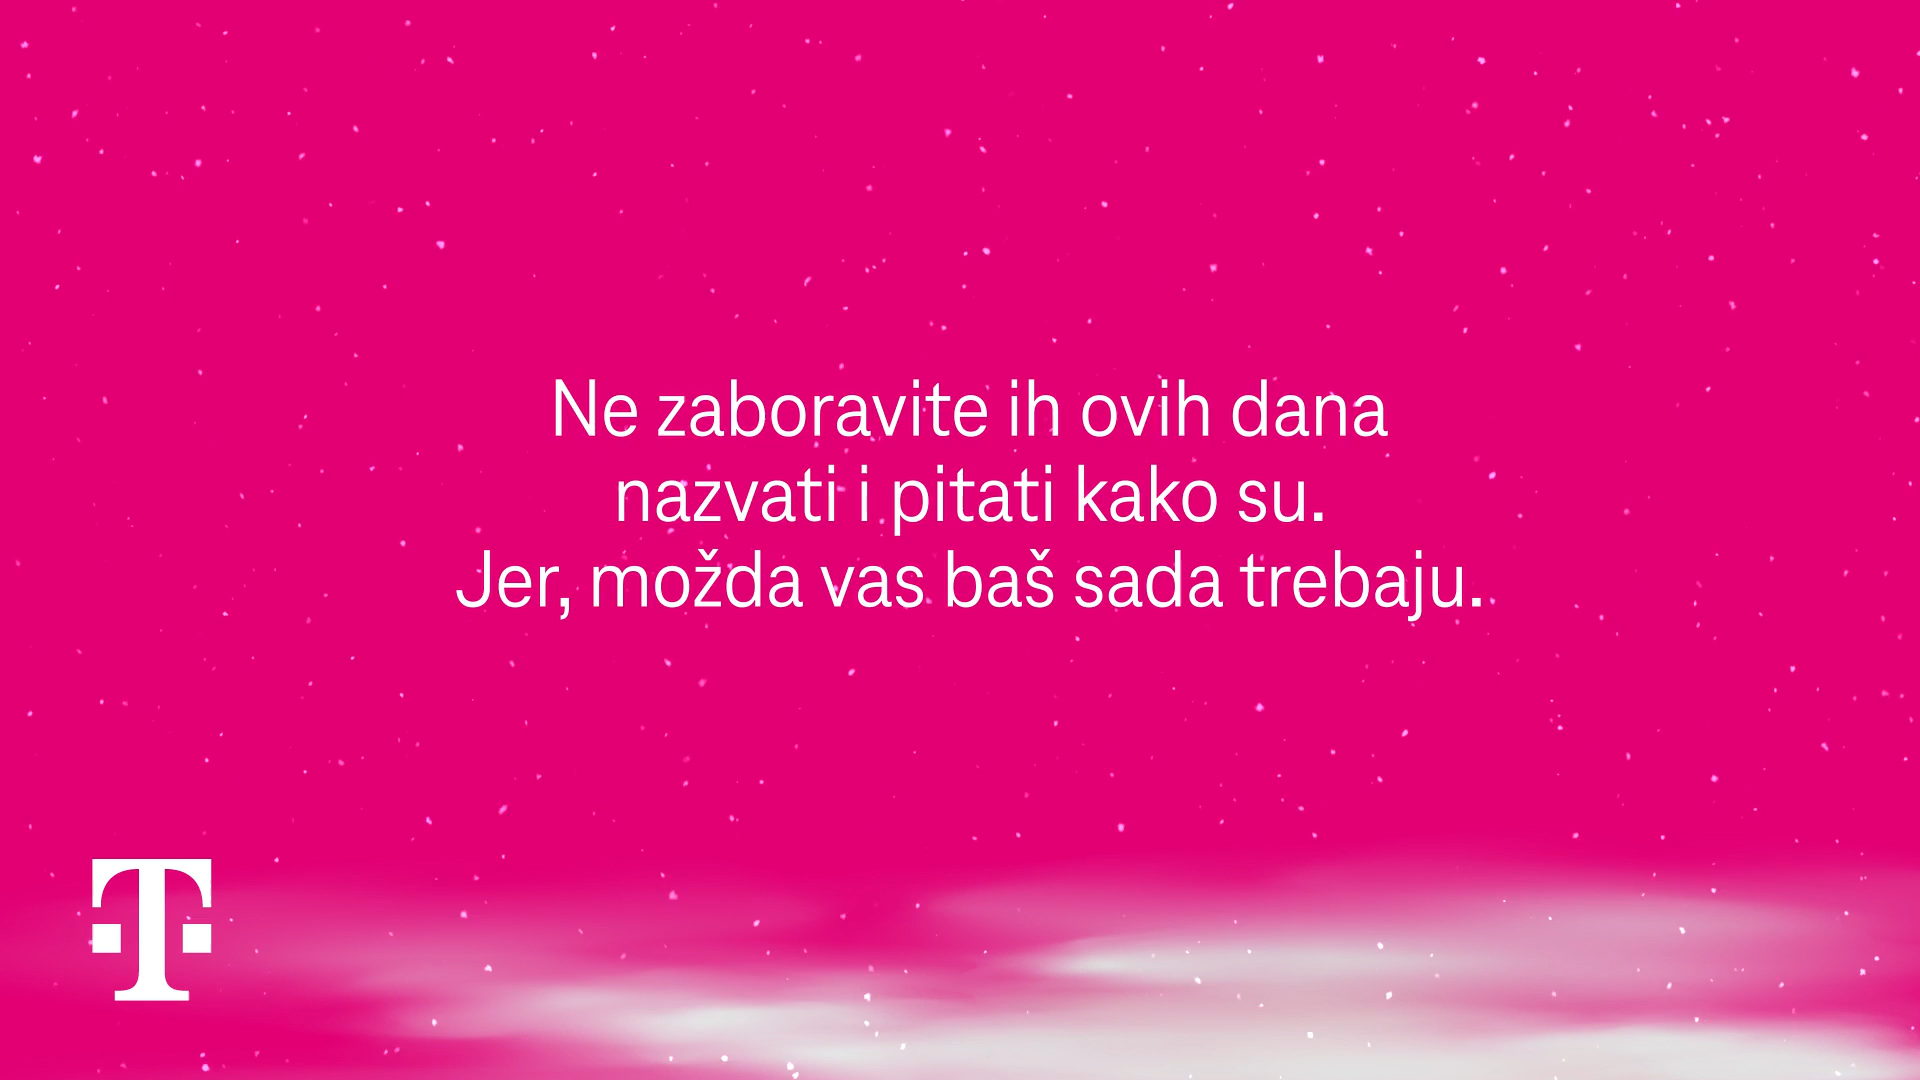 Ne zaboravite ih ovih dana
nazvati i pitati kako su.
Jer, možda vas baš sada trebaju.
T